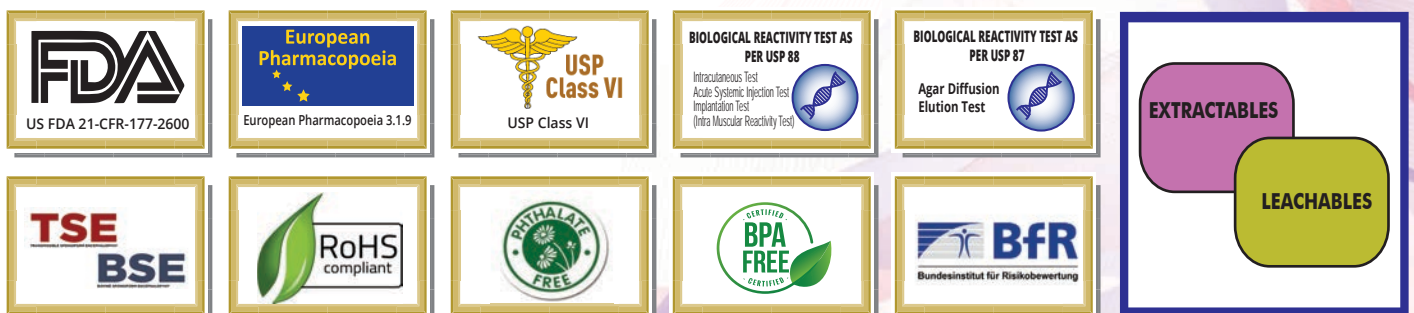 FDA
US FDA 21-CFR-177-2600
European
Pharmacopoeia
European Pharmacopoeia 3.1.9
USP
Class VI
USP Class VI
BIOLOGICAL REACTIVITY TEST AS
PER USP 88
Intracutaneous Test
Acute Systemic Injection Test
Implantation Test
(Intra Muscular Reactivity Test)
BIOLOGICAL REACTIVITY TEST AS
PER USP 87
Agar Diffusion
Elution Test
EXTRACTABLES
LEACHABLES
TSE
BSE
RoHS
compliant
PHTHALATE
FREE
CERTIFIED
BPA
FREE
CERTIFIED
BfR
Bundesinstitut für Risikobewertung